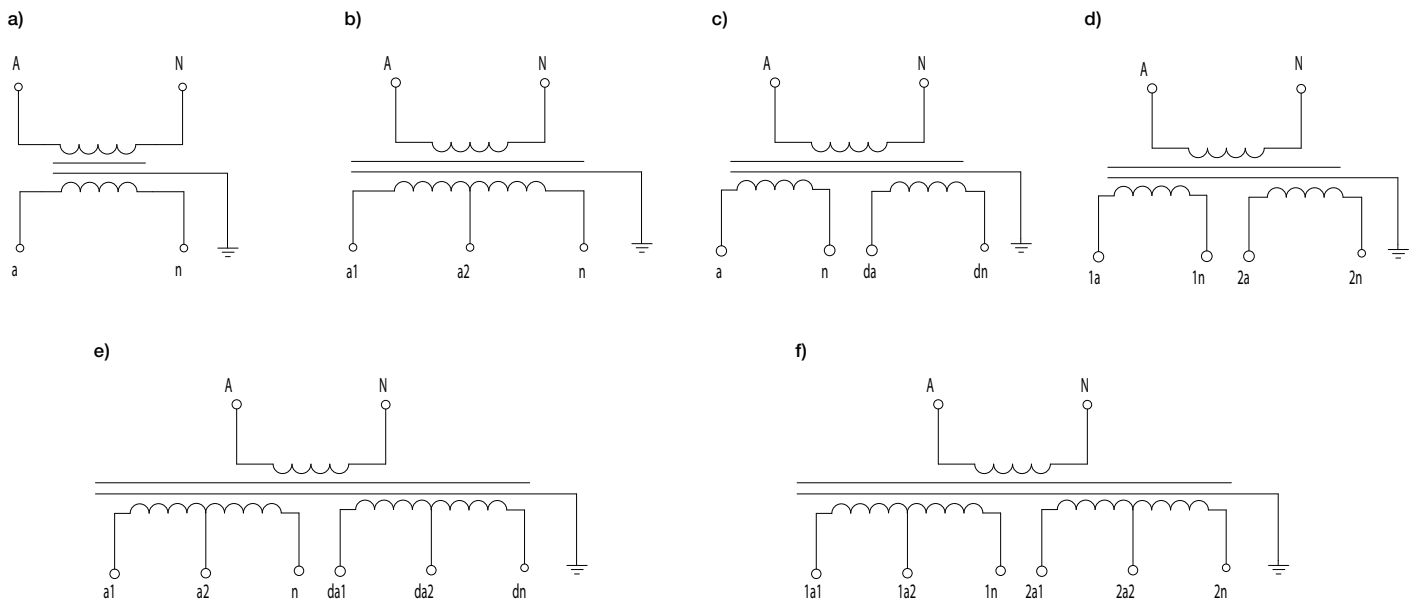 a) b) c) d)
A N A N A N A N
a n a1 a2 n a n da dn 1a 1n 2a 2n
e) f)
A N A N
a1 a2 n da1 da2 dn 1a1 1a2 1n 2a1 2a2 2n